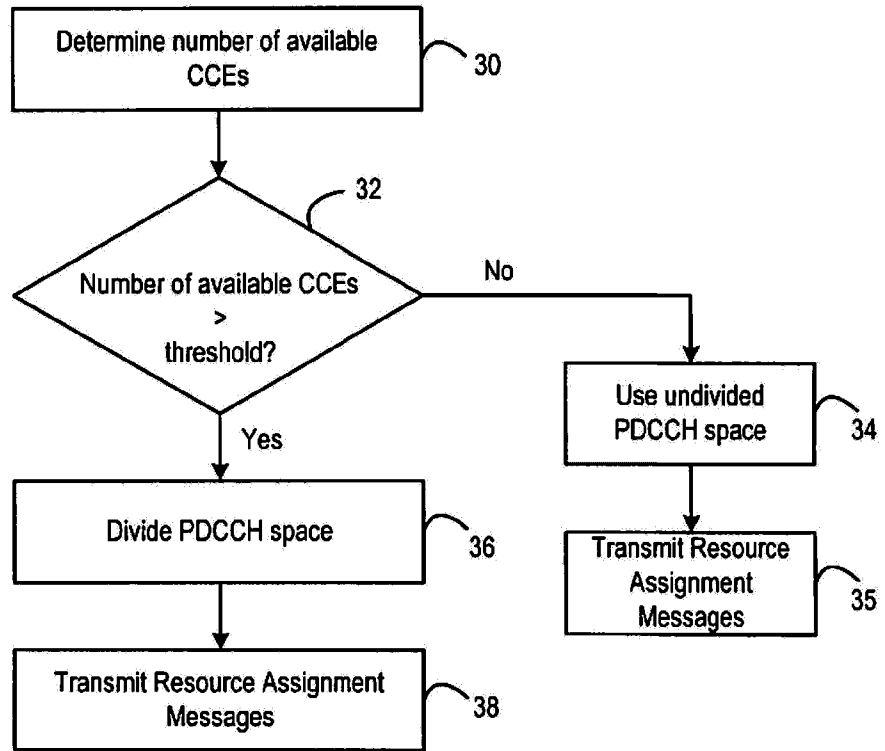 Determine number of available
CCEs
30
32
Number of available CCEs
>
threshold?
No
Yes
Use undivided
PDCCH space
34
Divide PDCCH space
36
Transmit Resource
Assignment
Messages
35
Transmit Resource Assignment
Messages
38